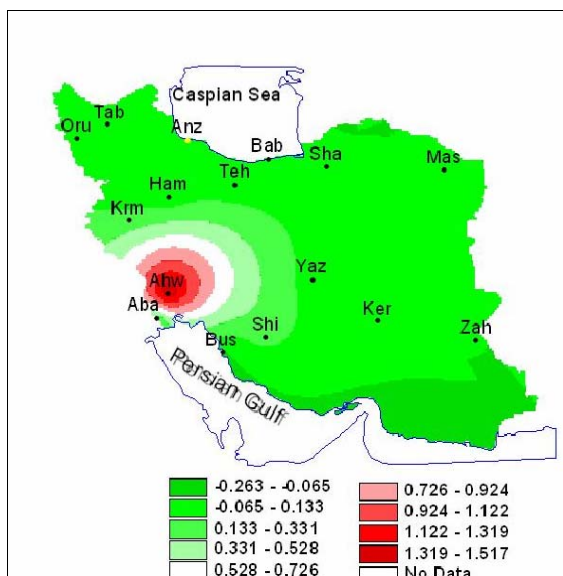 Caspian Sea
Tab
Oru
Anz
Bab
Sha
Mas
Teh
Ham
Krm
Yaz
Ahw
Aba
Ker
Shi
Zah
Bus
Persian Gulf
-0.263 - -0.065
-0.065 - 0.133
0.133 - 0.331
0.331 - 0.528
0.528 - 0.726
0.726 - 0.924
0.924 - 1.122
1.122 - 1.319
1.319 - 1.517
No Data